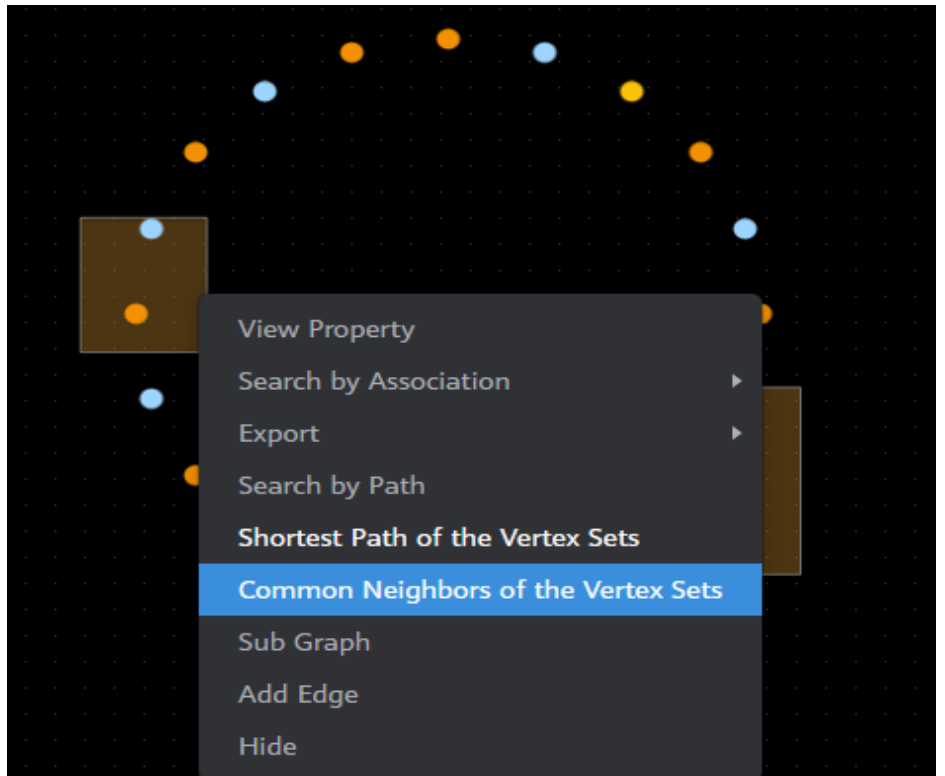 View Property
Search by Association
Export
Search by Path
Shortest Path of the Vertex Sets
Common Neighbors of the Vertex Sets
Sub Graph
Add Edge
Hide